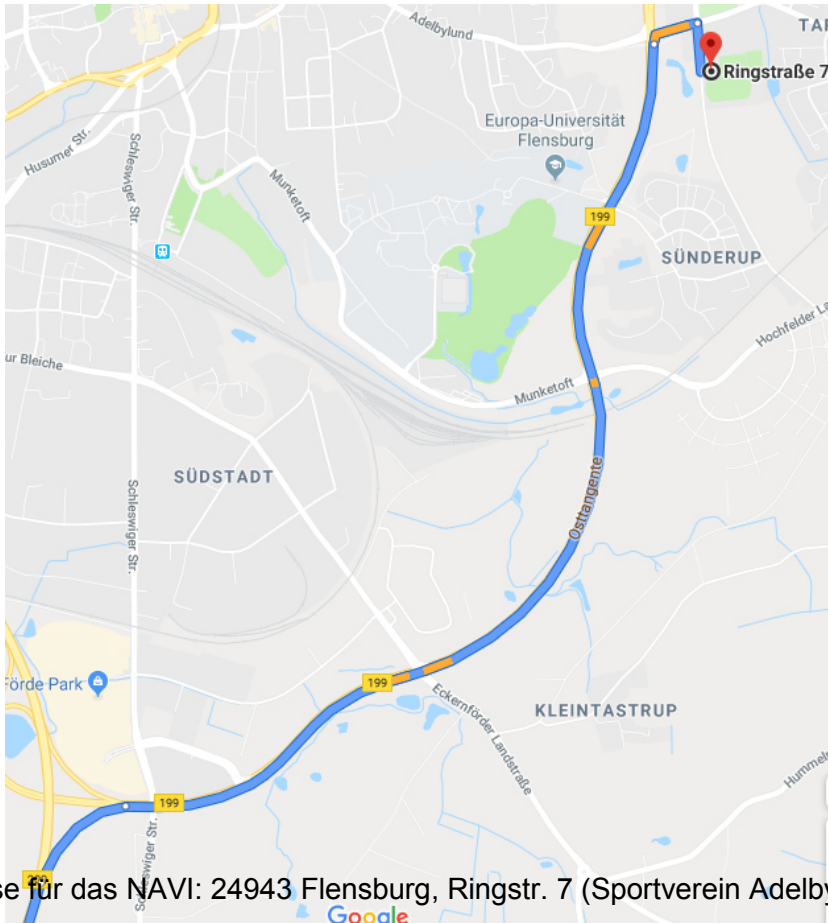 Adelbylund
TAR
Ringstraße 7
Europa-Universität
Flensburg
Husumer Str.
Schleswiger Str.
Munketoft
199
SÜNDERUP
Hochfelder La
ur Bleiche
Munketoft
SÜDSTADT
Osttangente
Schleswiger Str.
Förde Park
199
Eckernförder Landstraße
KLEINTASTRUP
199
Schleswiger Str.
se für das NAVI: 24943 Flensburg, Ringstr. 7 (Sportverein Adelby
Google